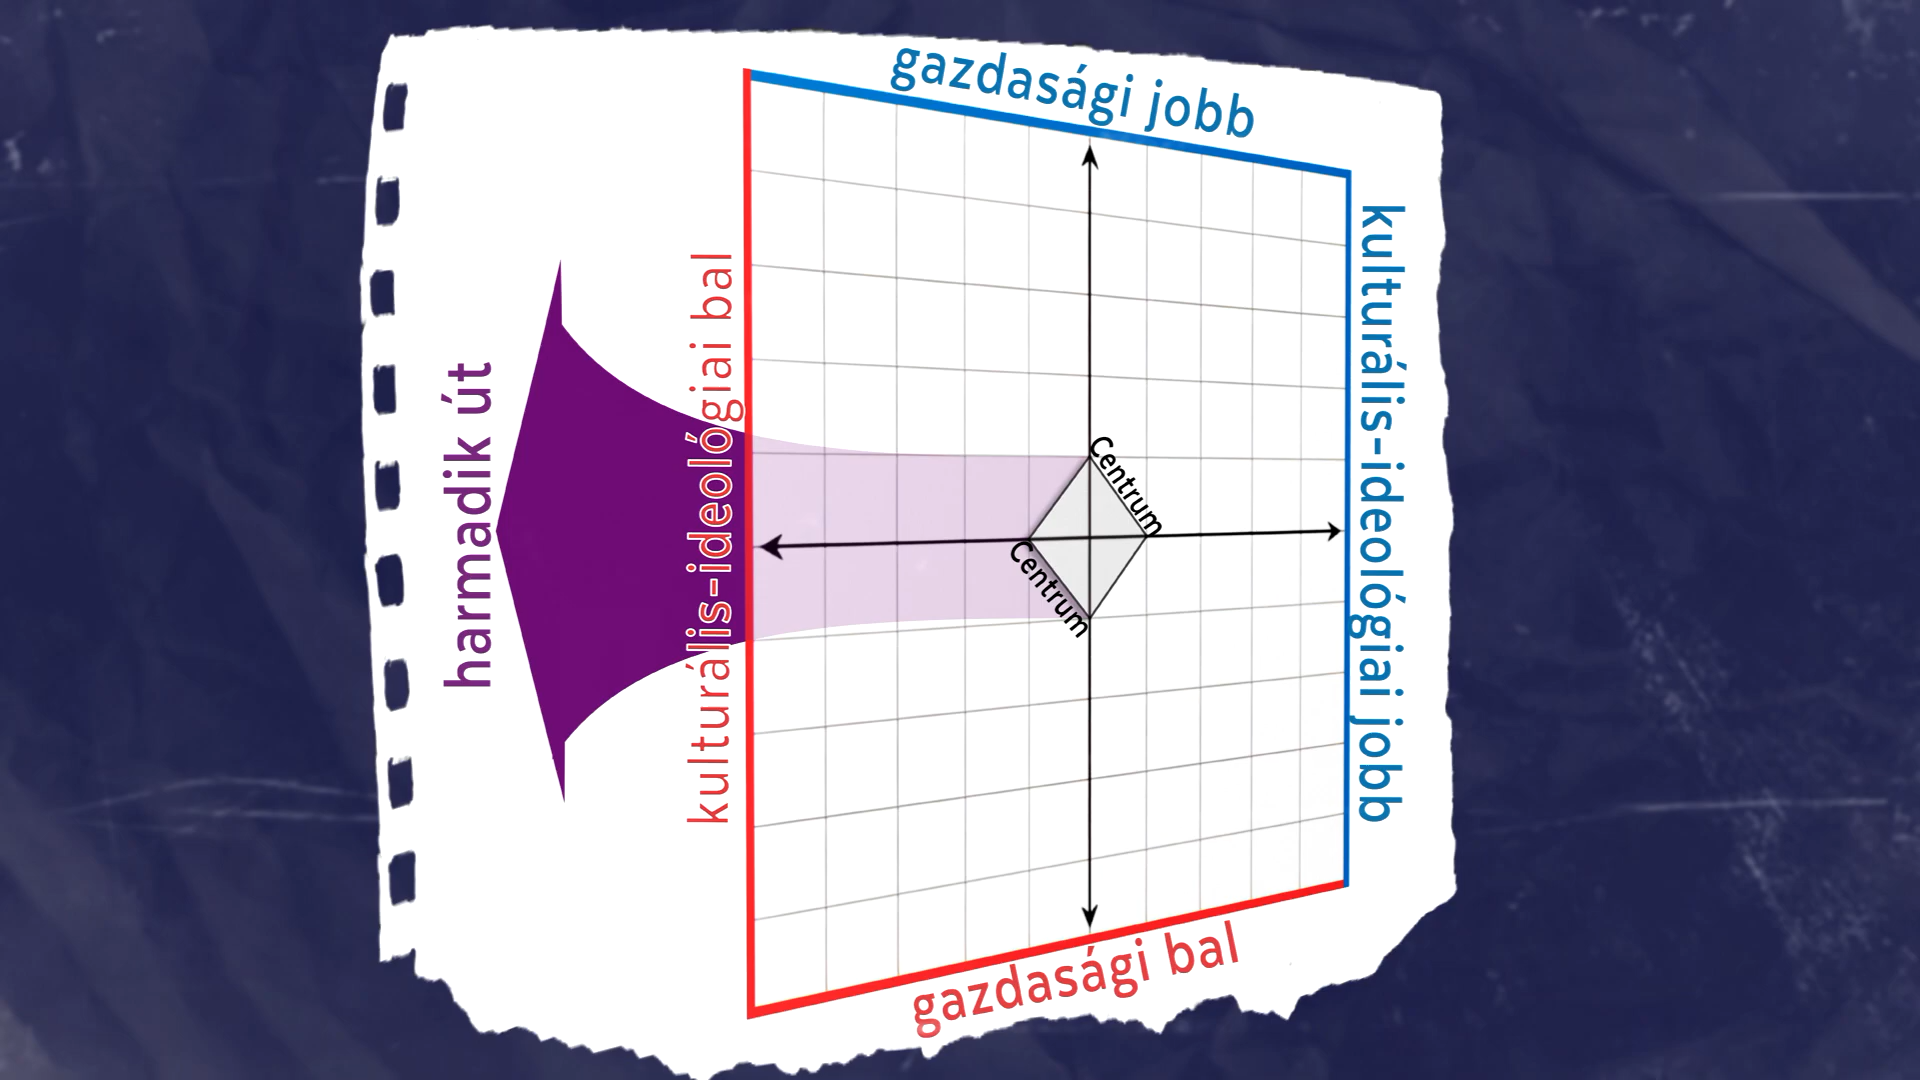 gazdasági jobb
harmadik út
kulturális-ideológiai bal
Centrum
Centrum
kulturális-ideológiai jobb
gazdasági bal